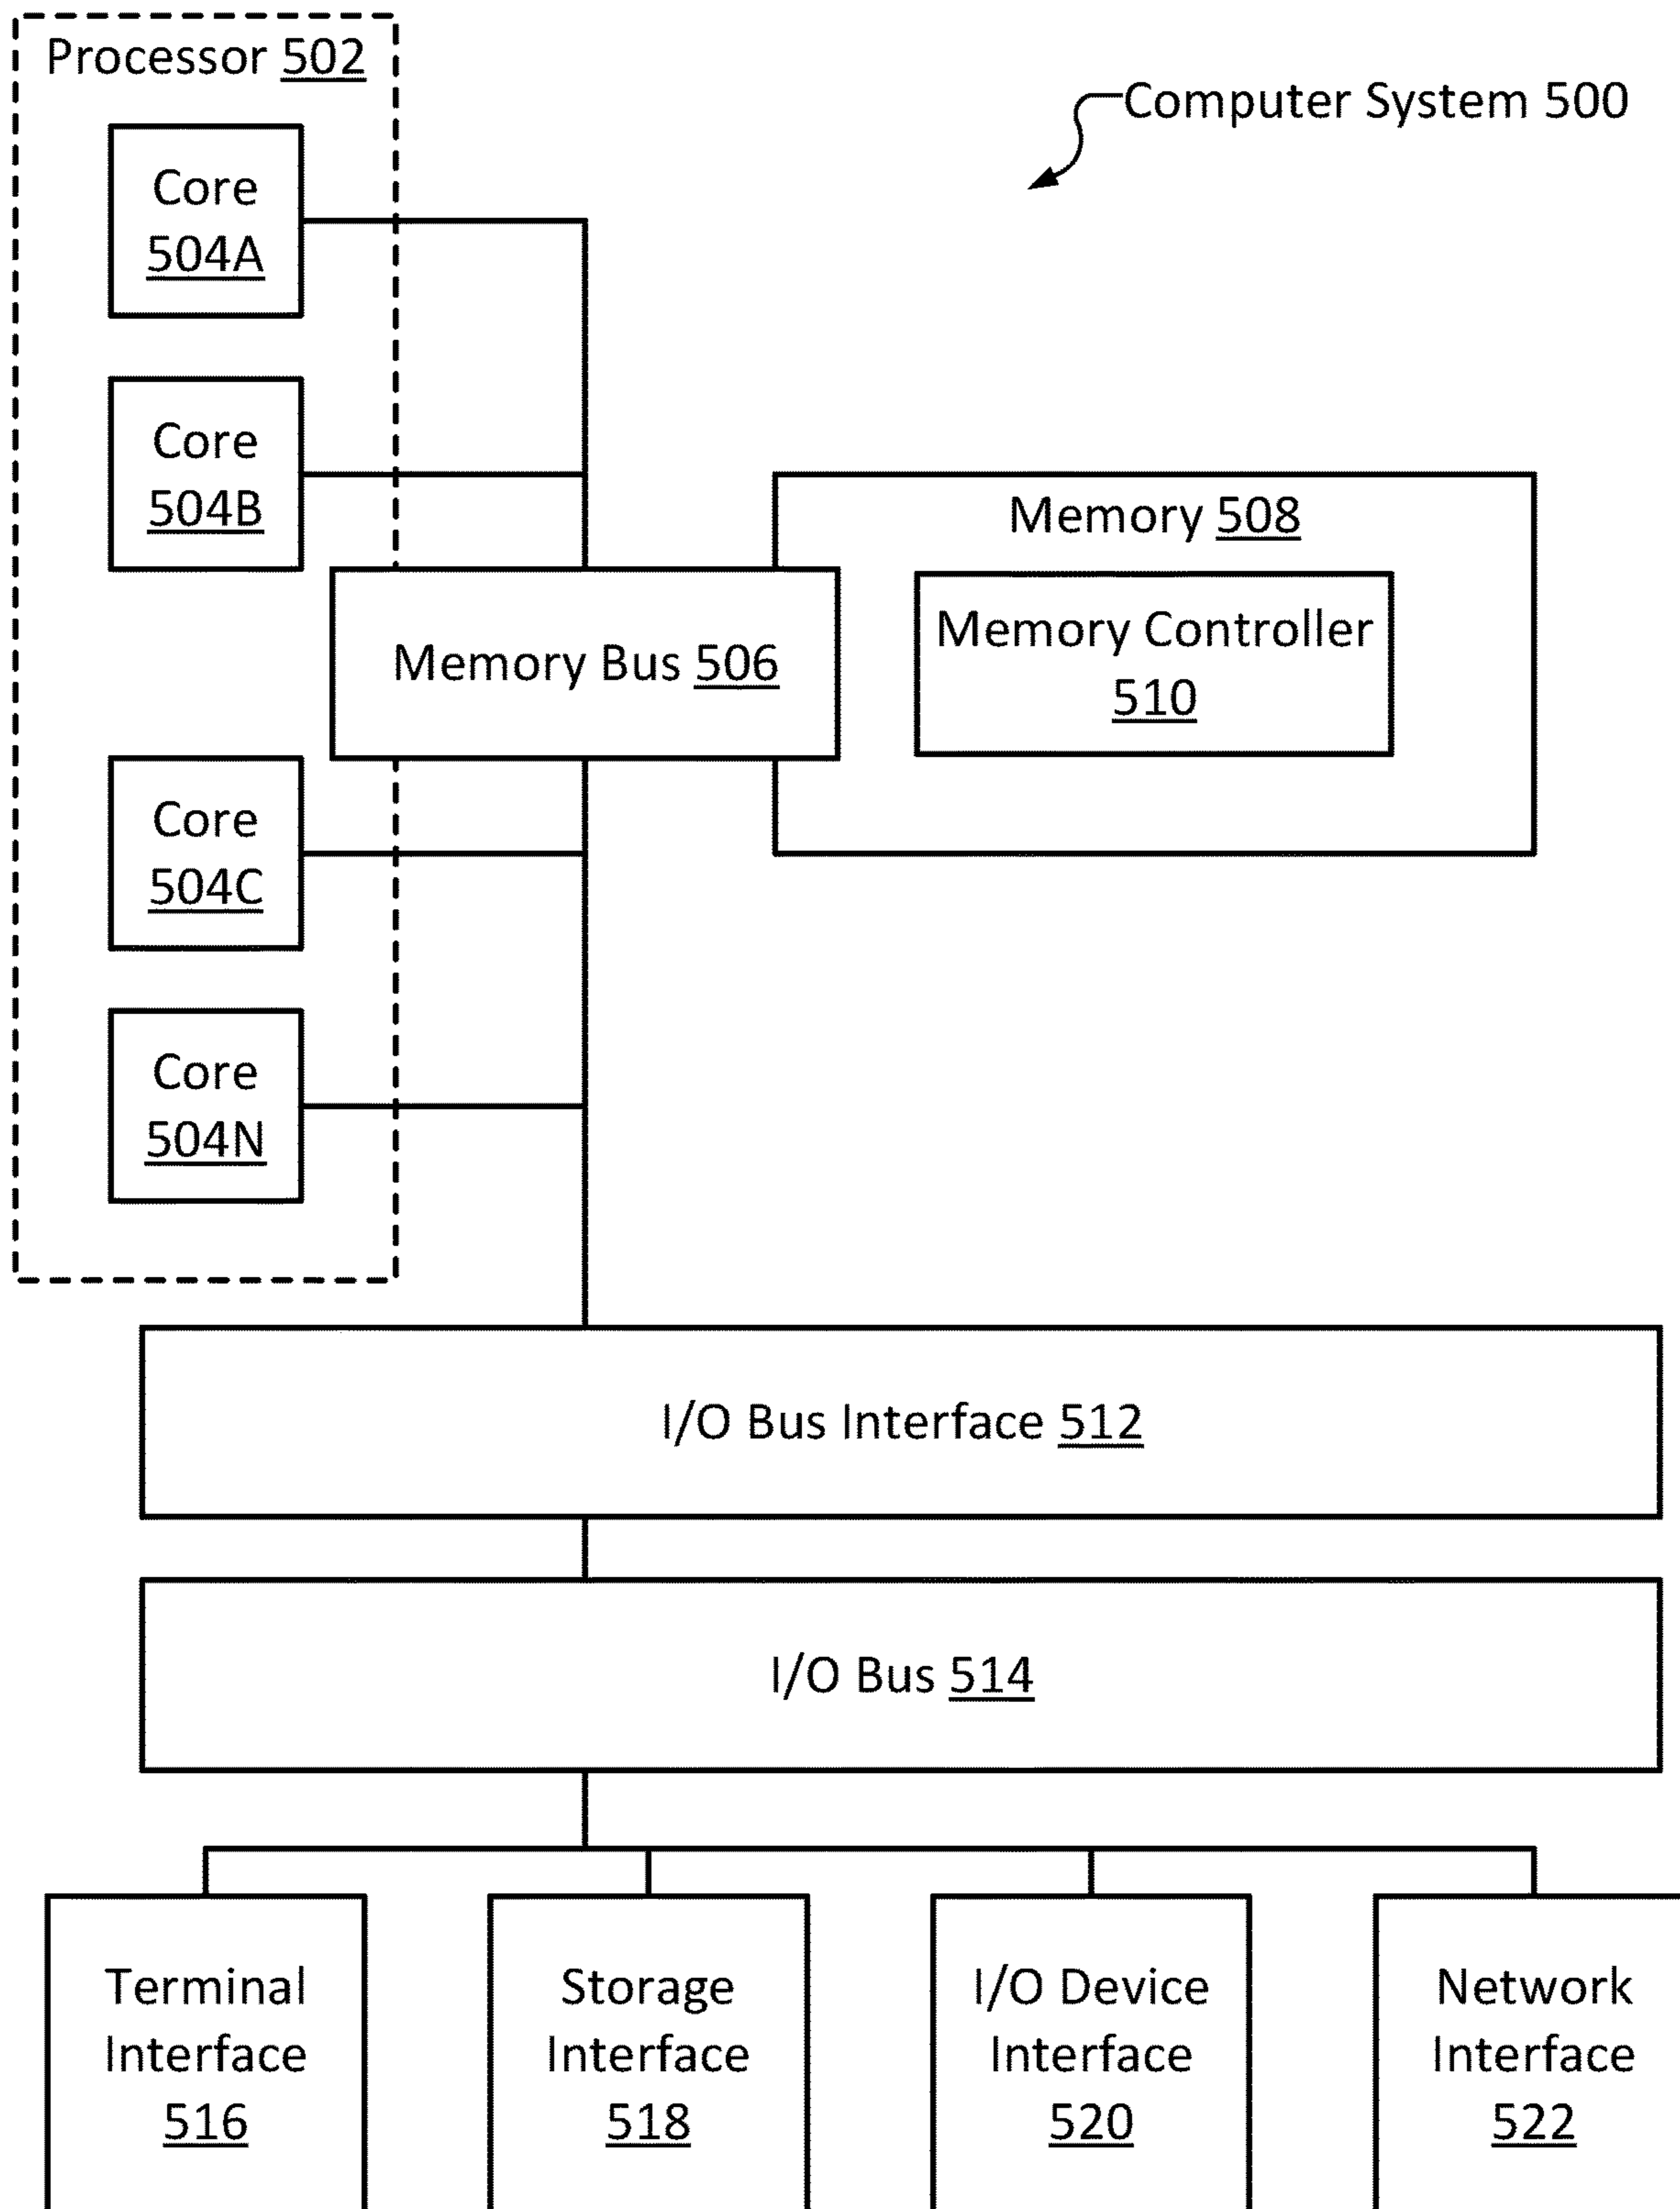 Processor 502
Computer System 500
Core
504A
Core
504B
Memory 508
Memory Controller
510
Memory Bus 506
Core
504C
Core
504N
I/O Bus Interface 512
I/O Bus 514
Terminal
Interface
516
Storage
Interface
518
I/O Device
Interface
520
Network
Interface
522